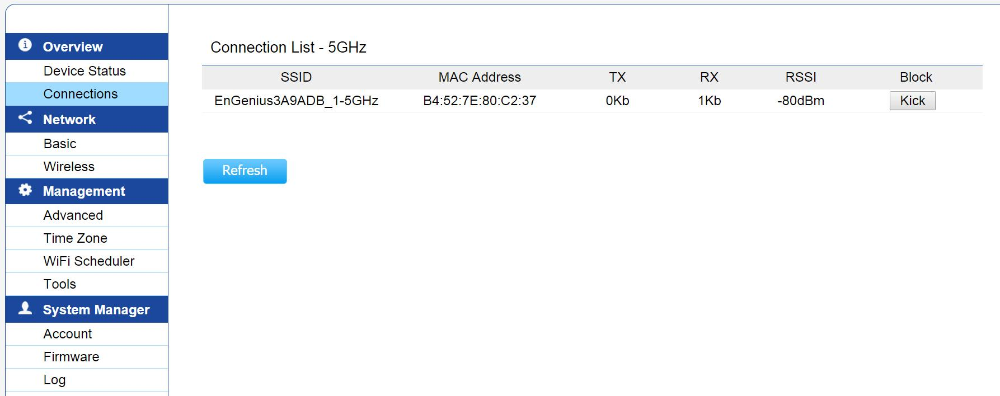 Overview
Device Status
Connections
Network
Basic
Wireless
Management
Advanced
Time Zone
WiFi Scheduler
Tools
System Manager
Account
Firmware
Log
Connection List - 5GHz
SSID MAC Address TX RX RSSI Block
EnGenius3A9ADB_1-5GHz B4:52:7E:80:C2:37 0Kb 1Kb -80dBm Kick
Refresh